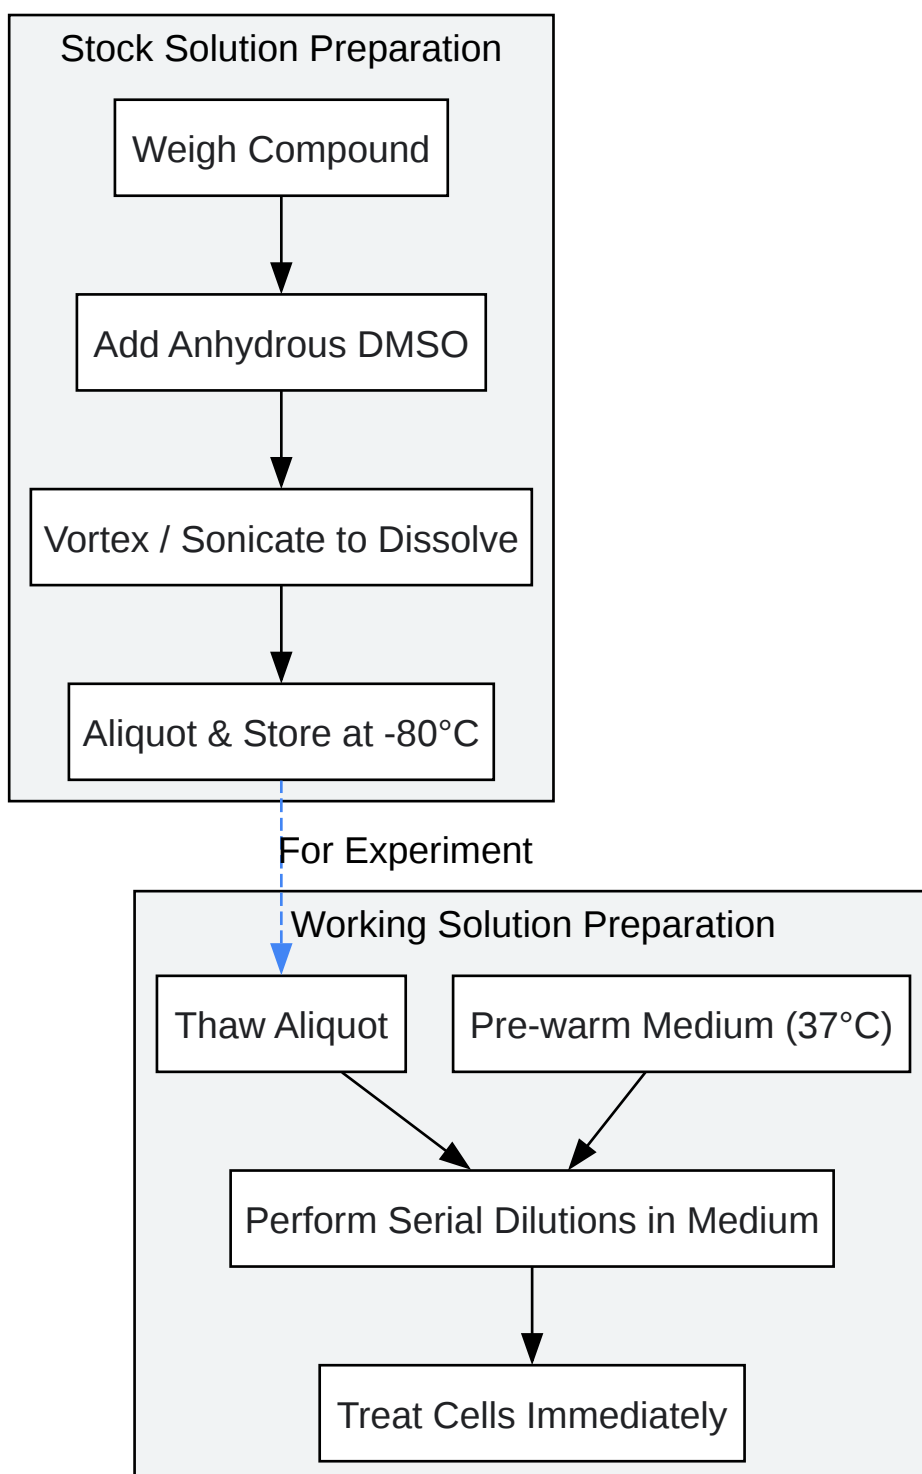 Stock Solution Preparation
Weigh Compound
Add Anhydrous DMSO
Vortex / Sonicate to Dissolve
Aliquot & Store at -80°C
For Experiment
Working Solution Preparation
Thaw Aliquot
Pre-warm Medium (37°C)
Perform Serial Dilutions in Medium
Treat Cells Immediately